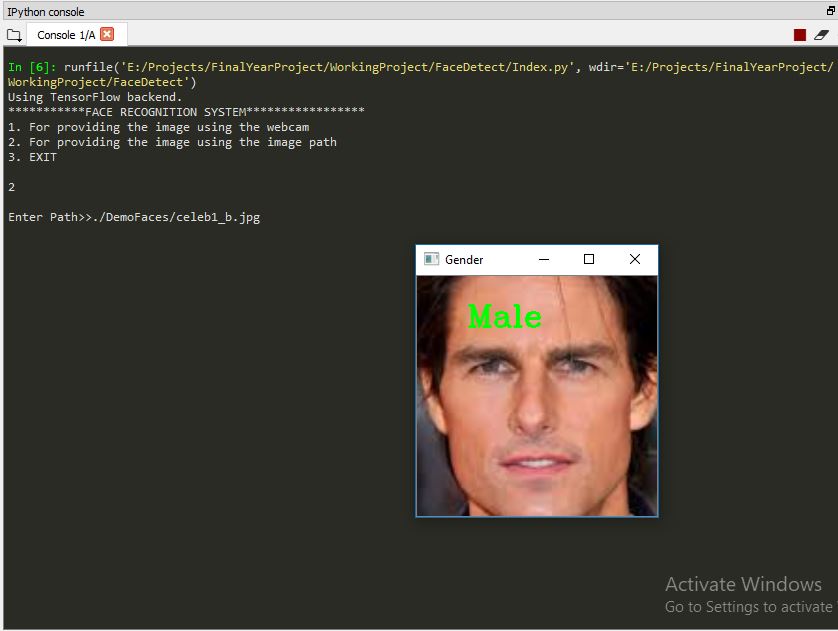 IPython console
Console 1/A
In [6]: runfile('E:/Projects/FinalYearProject/WorkingProject/FaceDetect/Index.py', wdir='E:/Projects/FinalYearProject/
WorkingProject/FaceDetect')
Using TensorFlow backend.
***********FACE RECOGNITION SYSTEM*****************
1. For providing the image using the webcam
2. For providing the image using the image path
3. EXIT
2
Enter Path>>./DemoFaces/celeb1_b.jpg
Gender
Male
Activate Windows
Go to Settings to activate